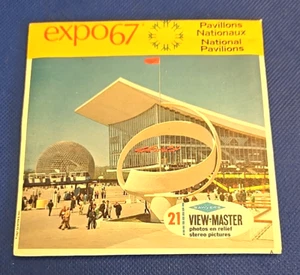 expo67
Pavillons
Nationaux
National
Pavilions
21
VIEW-MASTER
photos en relief
stereo pictures
A